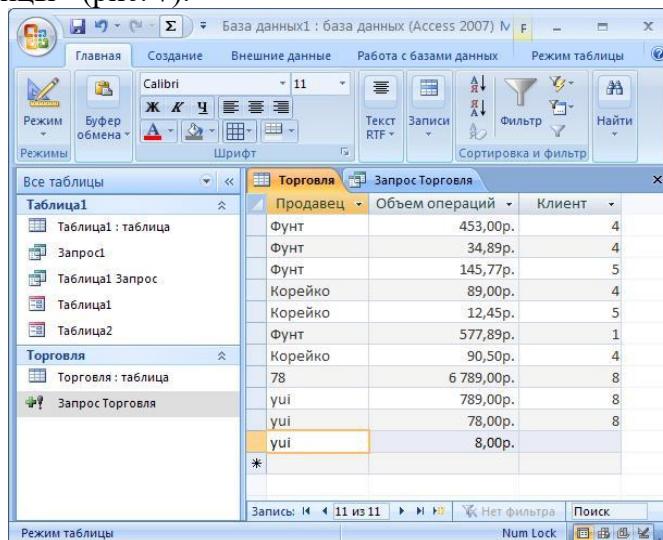 (рис. 7).
База данных1 : база данных (Access 2007) М
Главная Создание Внешние данные Работа с базами данных Режим таблицы
Calibri 11
Ж К Ч
Режим Буфер обмена Текст RTF Записи Фильтр Найти
Режимы Шрифт Сортировка и фильтр
Все таблицы « Торговля Запрос Торговля ×
Таблица1 Продавец Объем операций Клиент
Таблица1 : таблица Фунт 453,00р. 4
Запрос1 Фунт 34,89р. 4
Таблица1 Запрос Фунт 145,77р. 5
Корейко 89,00р. 4
Таблица1 Корейко 12,45р. 5
Таблица2 Фунт 577,89р. 1
Торговля Корейко 90,50р. 4
Торговля : таблица 78 6 789,00р. 8
Запрос Торговля yui 789,00р. 8
yui 78,00р. 8
yui 8,00р.
Запись: 11 из 11 Нет фильтра Поиск
Режим таблицы Num Lock